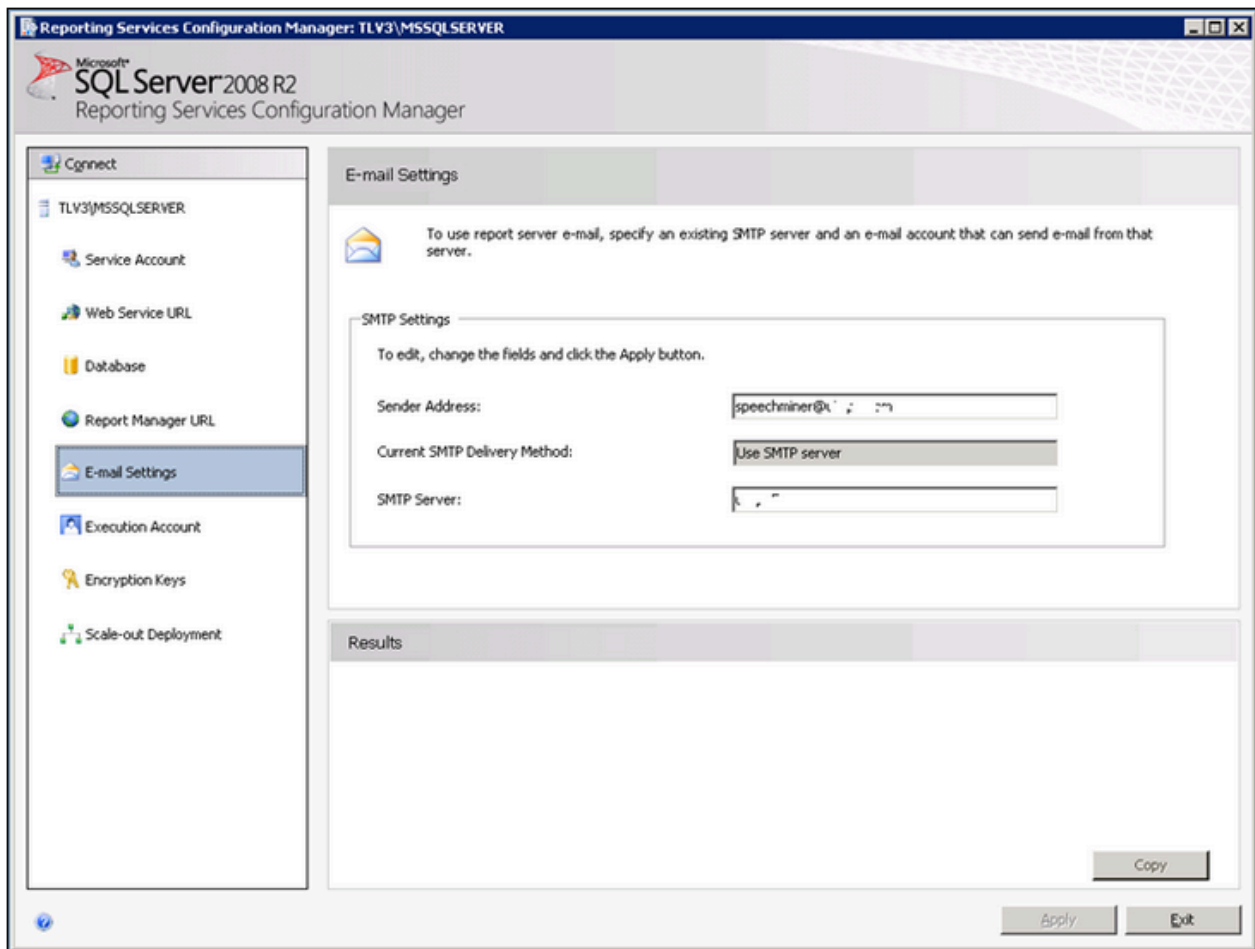 Reporting Services Configuration Manager: TLV3\MSSQLSERVER
Microsoft®
SQL Server 2008 R2
Reporting Services Configuration Manager
Connect
TLV3\MSSQLSERVER
Service Account
Web Service URL
Database
Report Manager URL
E-mail Settings
Execution Account
Encryption Keys
Scale-out Deployment
E-mail Settings
To use report server e-mail, specify an existing SMTP server and an e-mail account that can send e-mail from that
server.
SMTP Settings
To edit, change the fields and click the Apply button.
Sender Address:
speechminer@
Current SMTP Delivery Method:
Use SMTP server
SMTP Server:
Results
Copy
Apply
Exit